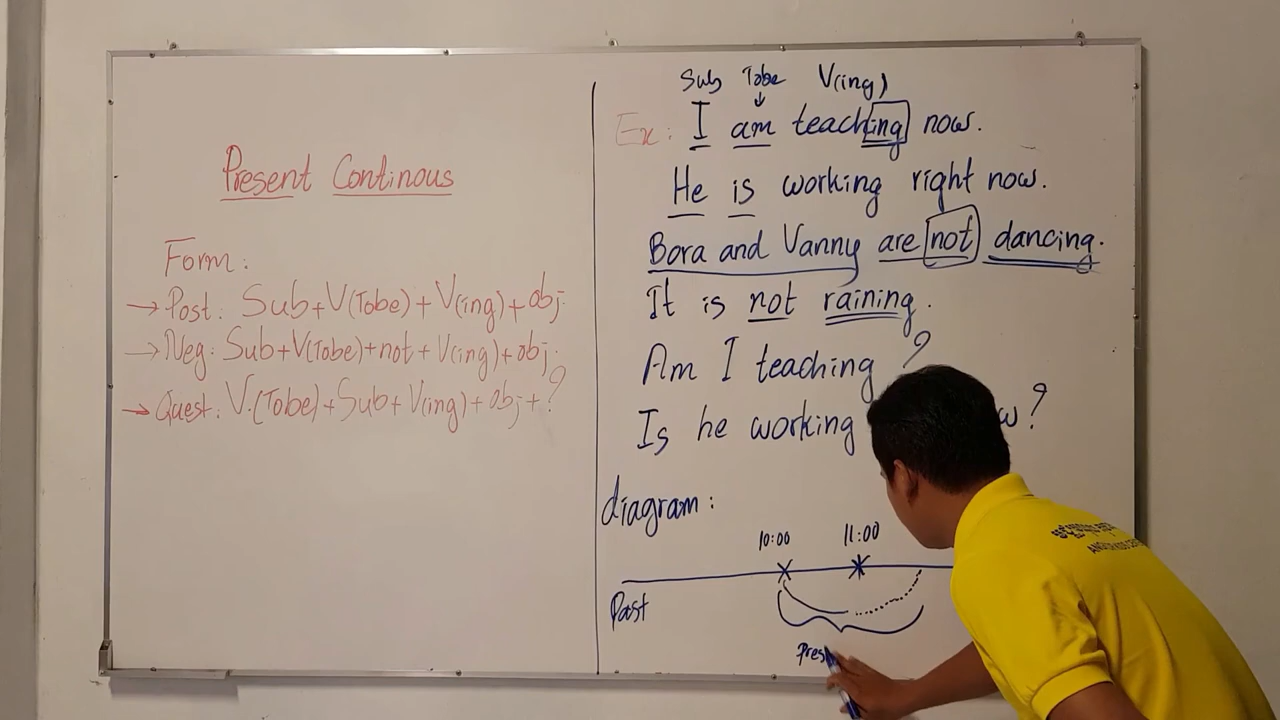 Present Continous
Form:
→ Post: Sub+V(Tobe)+V(ing)+obj.
→ Neg: Sub+V(Tobe)+not+V(ing)+obj.
→ Quest: V.(Tobe)+Sub+V(ing)+obj+?
Sub Tobe V(ing)
Ex: I am teaching now.
He is working right now.
Bora and Vanny are not dancing.
It is not raining.
Am I teaching ?
Is he working w?
diagram:
10:00 11:00
Past
Pres